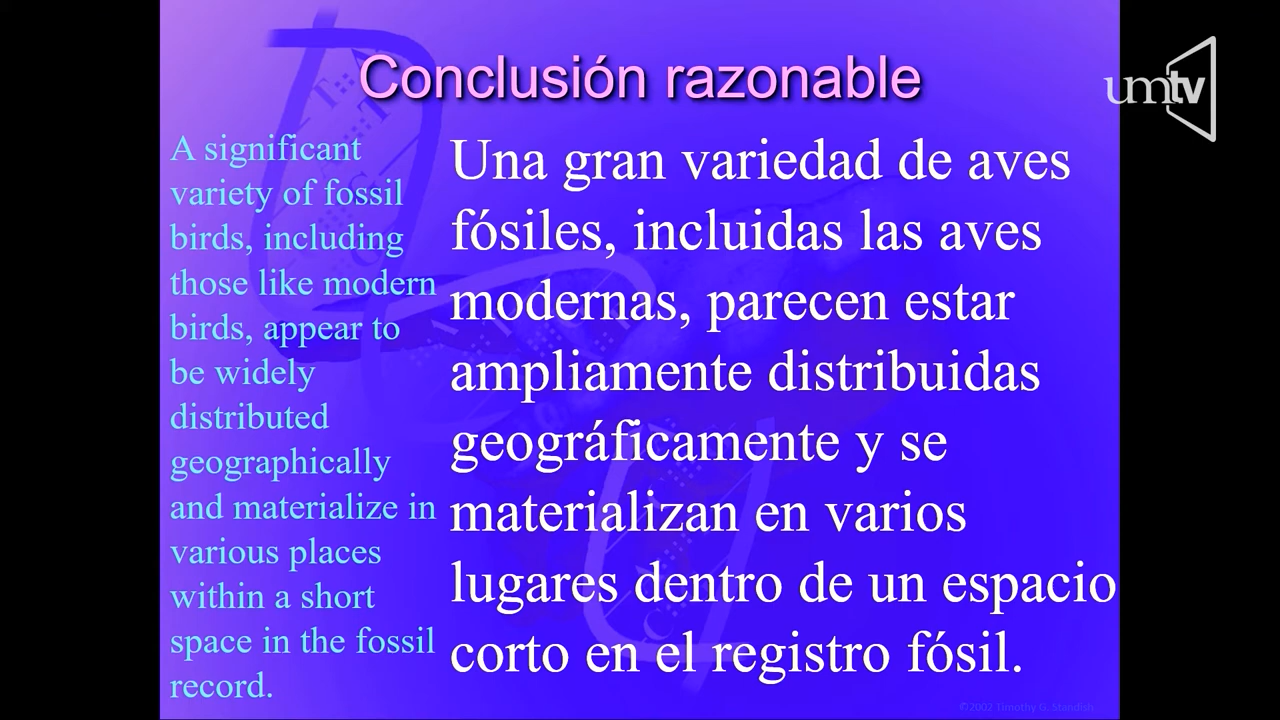 Conclusión razonable
umtv
A significant
variety of fossil
birds, including
those like modern
birds, appear to
be widely
distributed
geographically
and materialize in
various places
within a short
space in the fossil
record.
Una gran variedad de aves
fósiles, incluidas las aves
modernas, parecen estar
ampliamente distribuidas
geográficamente y se
materializan en varios
lugares dentro de un espacio
corto en el registro fósil.
©2002 Timothy G. Standish